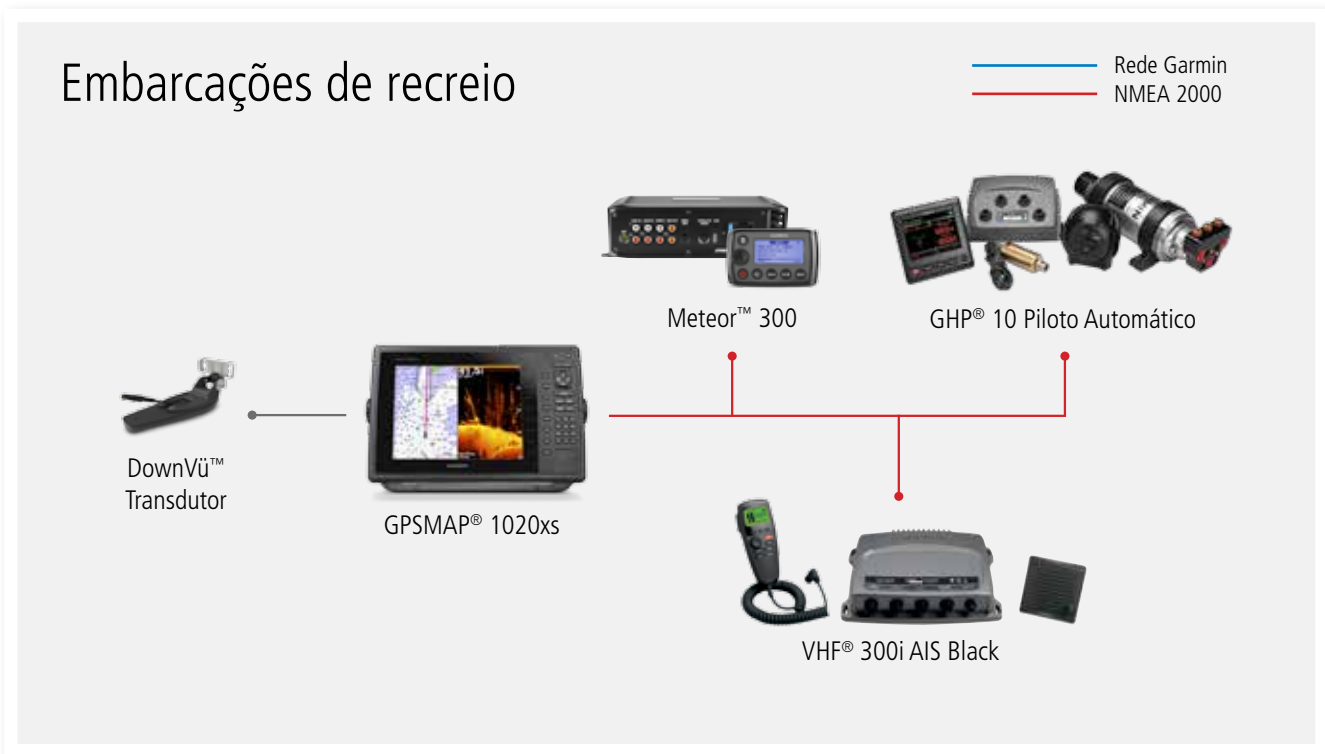 Embarcações de recreio
Rede Garmin
NMEA 2000
Meteor™ 300
GHP® 10 Piloto Automático
DownVü™
Transdutor
GPSMAP® 1020xs
VHF® 300i AIS Black